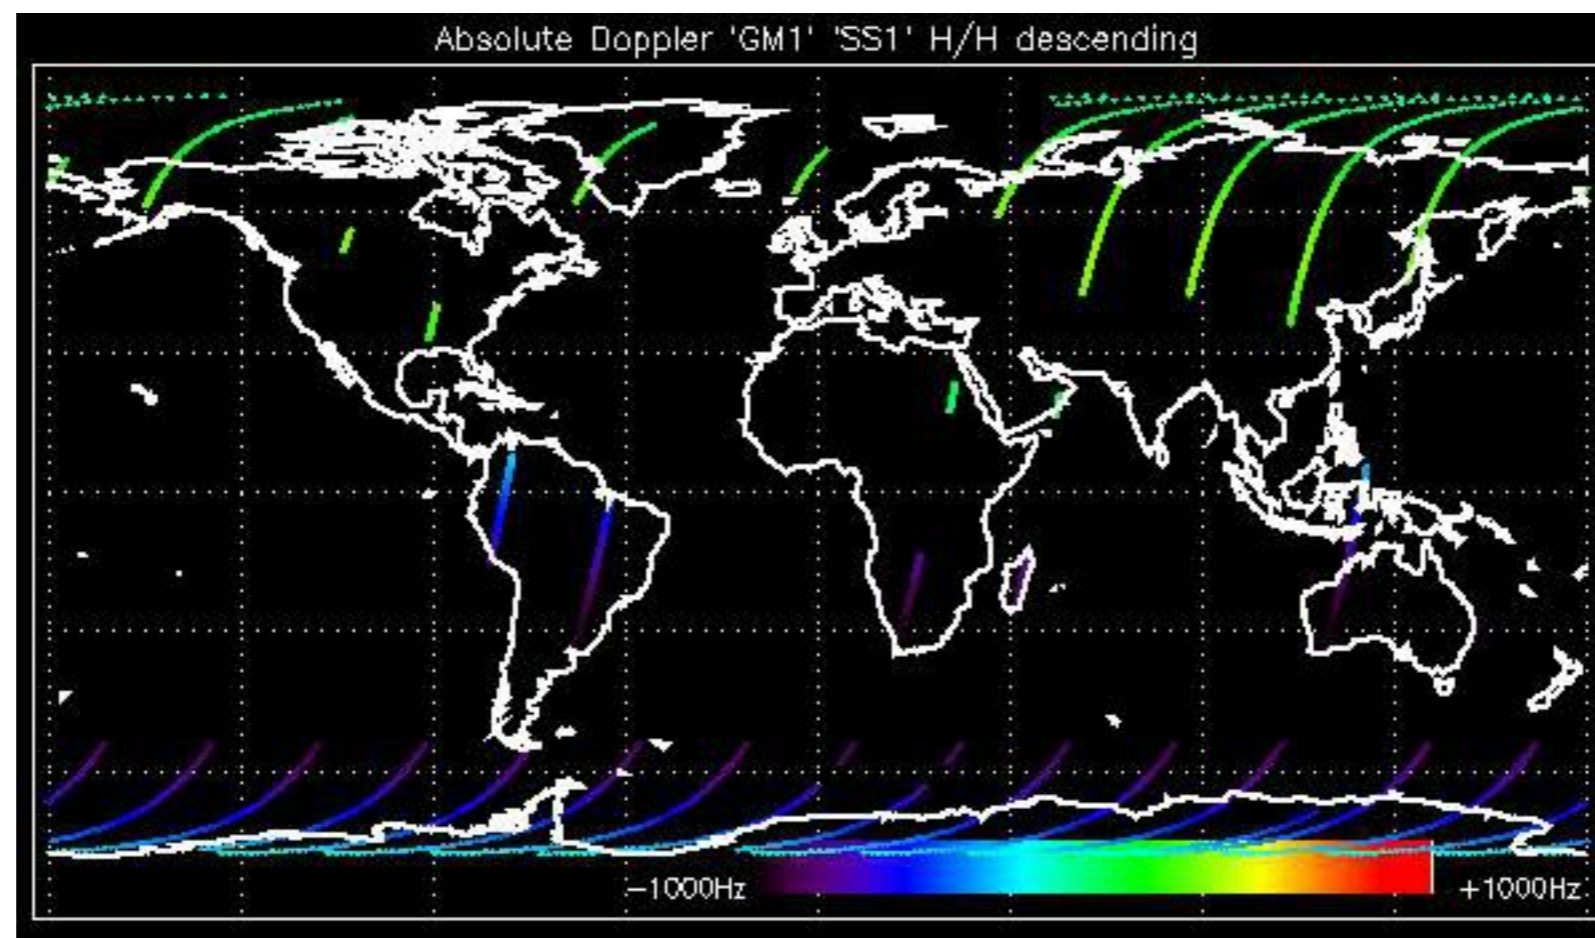 Absolute Doppler 'GM1' 'SS1' H/H descending
−1000Hz
+1000Hz